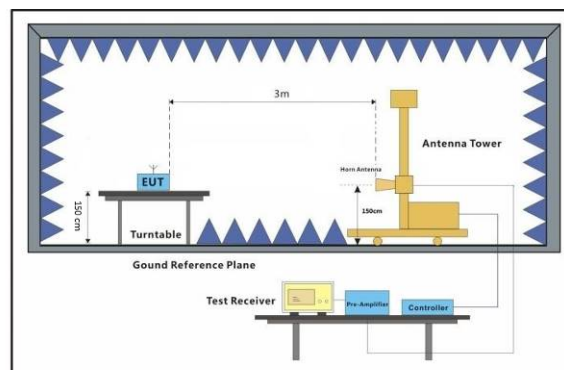 3m
Antenna Tower
Horn Antenna
EUT
150 cm
150cm
Turntable
Gound Reference Plane
Test Receiver
Pre-Amplifier
Controller